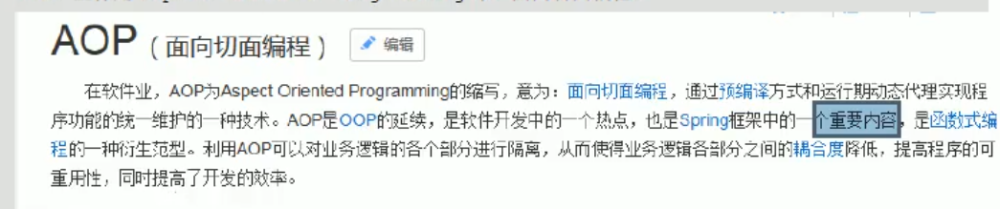 AOP（面向切面编程） 编辑
在软件业，AOP为Aspect Oriented Programming的缩写，意为：面向切面编程，通过预编译方式和运行期动态代理实现程
序功能的统一维护的一种技术。AOP是OOP的延续，是软件开发中的一个热点，也是Spring框架中的一个重要内容，是函数式编
程的一种衍生范型。利用AOP可以对业务逻辑的各个部分进行隔离，从而使得业务逻辑各部分之间的耦合度降低，提高程序的可
重用性，同时提高了开发的效率。